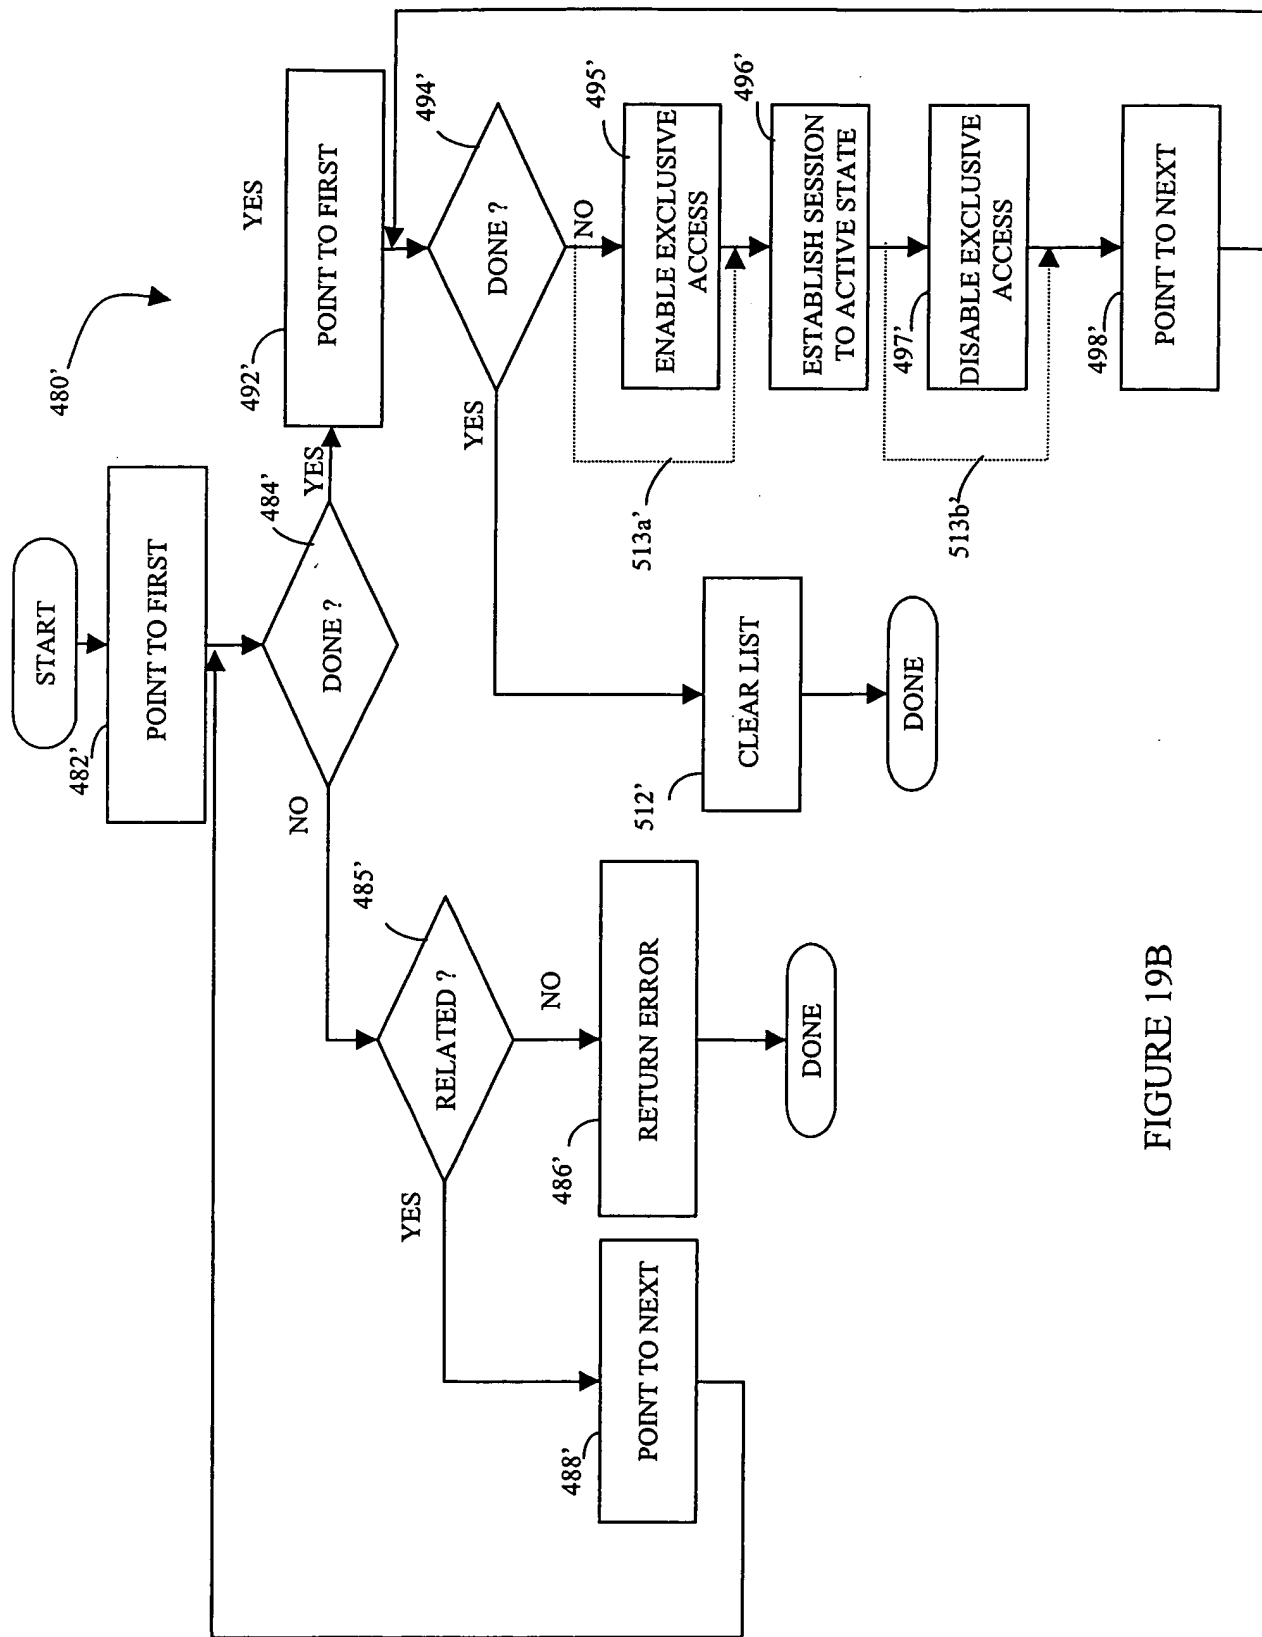 480'
START
482'
POINT TO FIRST
484'
DONE ?
YES
NO
492'
YES
POINT TO FIRST
494'
DONE ?
YES
NO
485'
RELATED ?
YES
NO
495'
ENABLE EXCLUSIVE
ACCESS
513a'
496'
ESTABLISH SESSION
TO ACTIVE STATE
497'
DISABLE EXCLUSIVE
ACCESS
513b'
498'
POINT TO NEXT
488'
POINT TO NEXT
486'
RETURN ERROR
DONE
512'
CLEAR LIST
DONE
FIGURE 19B